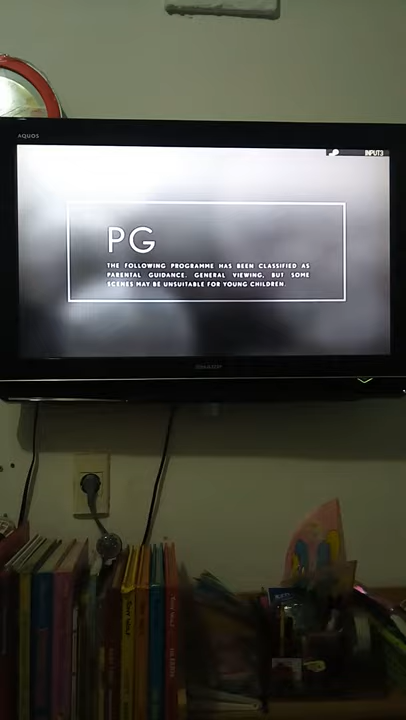 AQUOS
INPUT3
PG
THE FOLLOWING PROGRAMME HAS BEEN CLASSIFIED AS
PARENTAL GUIDANCE. GENERAL VIEWING, BUT SOME
SCENES MAY BE UNSUITABLE FOR YOUNG CHILDREN.
SHARP